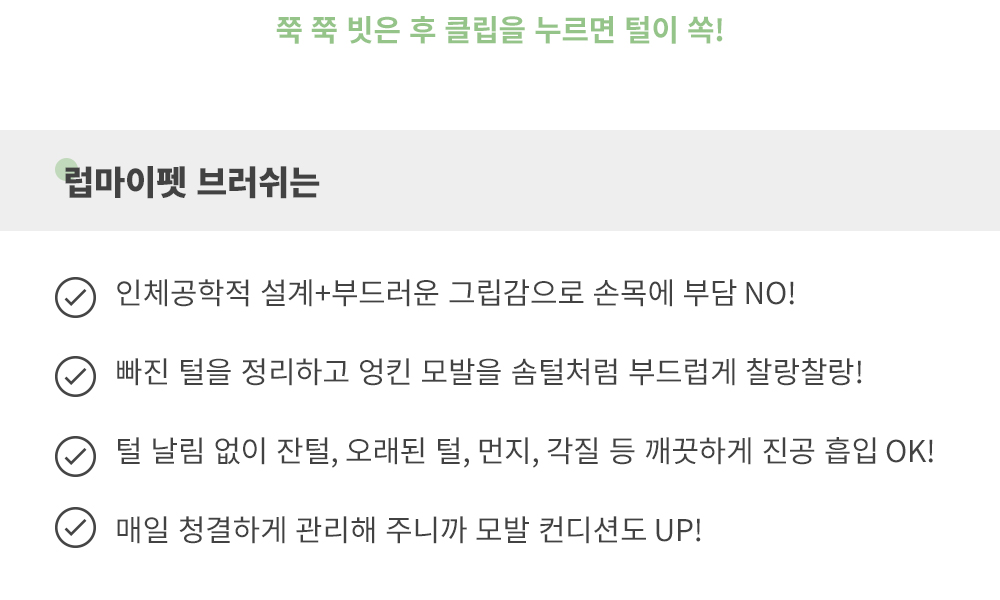 쭉 쭉 빗은 후 클립을 누르면 털이 쏙!
럽마이펫 브러쉬는
인체공학적 설계+부드러운 그립감으로 손목에 부담 NO!
빠진 털을 정리하고 엉킨 모발을 솜털처럼 부드럽게 찰랑찰랑!
털 날림 없이 잔털, 오래된 털, 먼지, 각질 등 깨끗하게 진공 흡입 OK!
매일 청결하게 관리해 주니까 모발 컨디션도 UP!